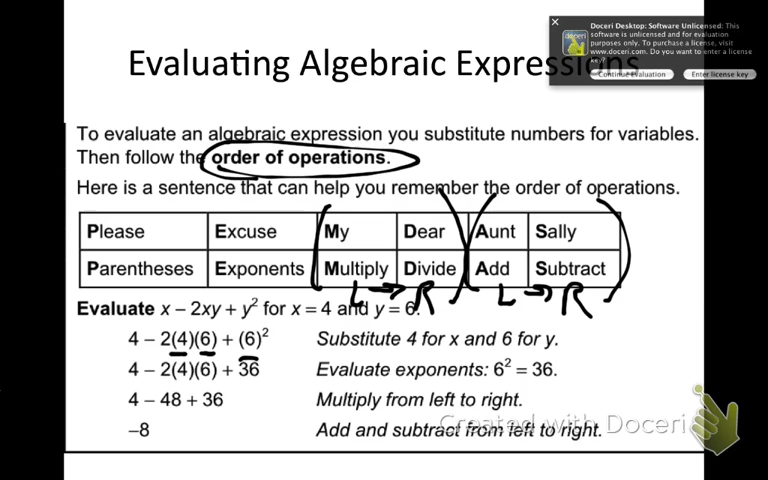 Doceri Desktop: Software Unlicensed: This
software is unlicensed and for evaluation
purposes only. To purchase a license, visit
www.doceri.com. Do you want to enter a license
key?
Continue Evaluation Enter license key
Evaluating Algebraic Expressions
To evaluate an algebraic expression you substitute numbers for variables.
Then follow the order of operations.
Here is a sentence that can help you remember the order of operations.
Please Excuse My Dear Aunt Sally
Parentheses Exponents Multiply Divide Add Subtract
L → R L → R
Evaluate x – 2xy + y² for x = 4 and y = 6.
4 – 2(4)(6) + (6)² Substitute 4 for x and 6 for y.
4 – 2(4)(6) + 36 Evaluate exponents: 6² = 36.
4 – 48 + 36 Multiply from left to right.
–8 Add and subtract from left to right.
Created with Doceri